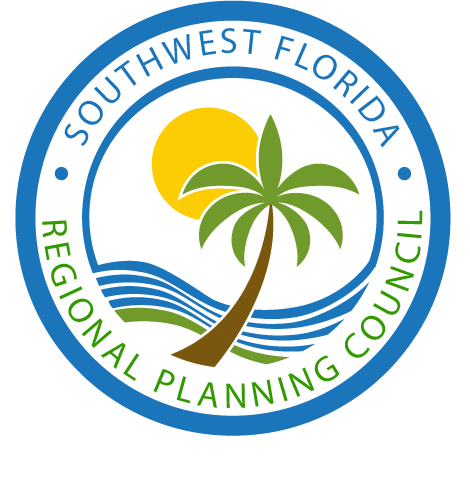 SOUTHWEST FLORIDA
REGIONAL PLANNING COUNCIL